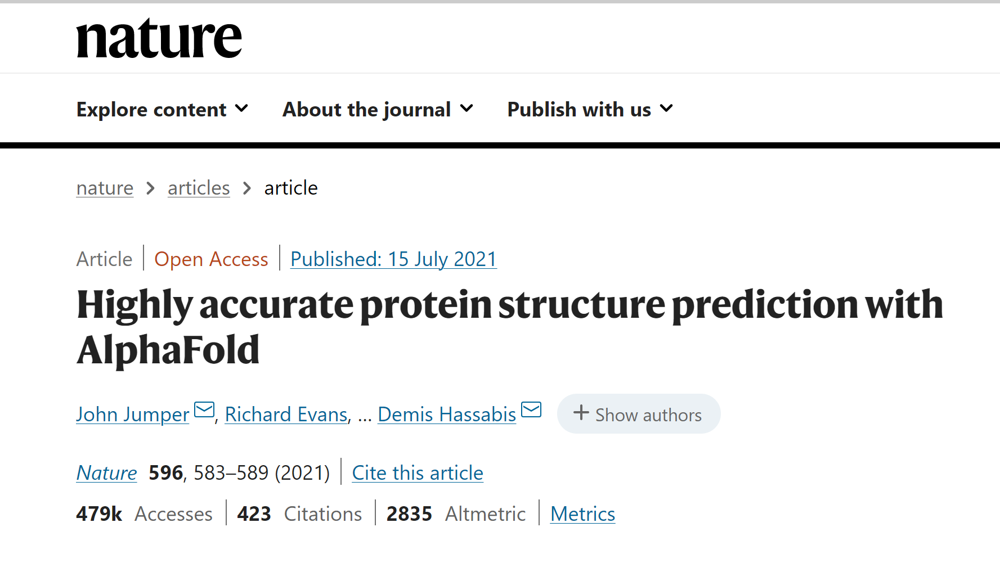 nature
Explore content About the journal Publish with us
nature > articles > article
Article | Open Access | Published: 15 July 2021
Highly accurate protein structure prediction with
AlphaFold
John Jumper, Richard Evans, ... Demis Hassabis + Show authors
Nature 596, 583–589 (2021) | Cite this article
479k Accesses | 423 Citations | 2835 Altmetric | Metrics